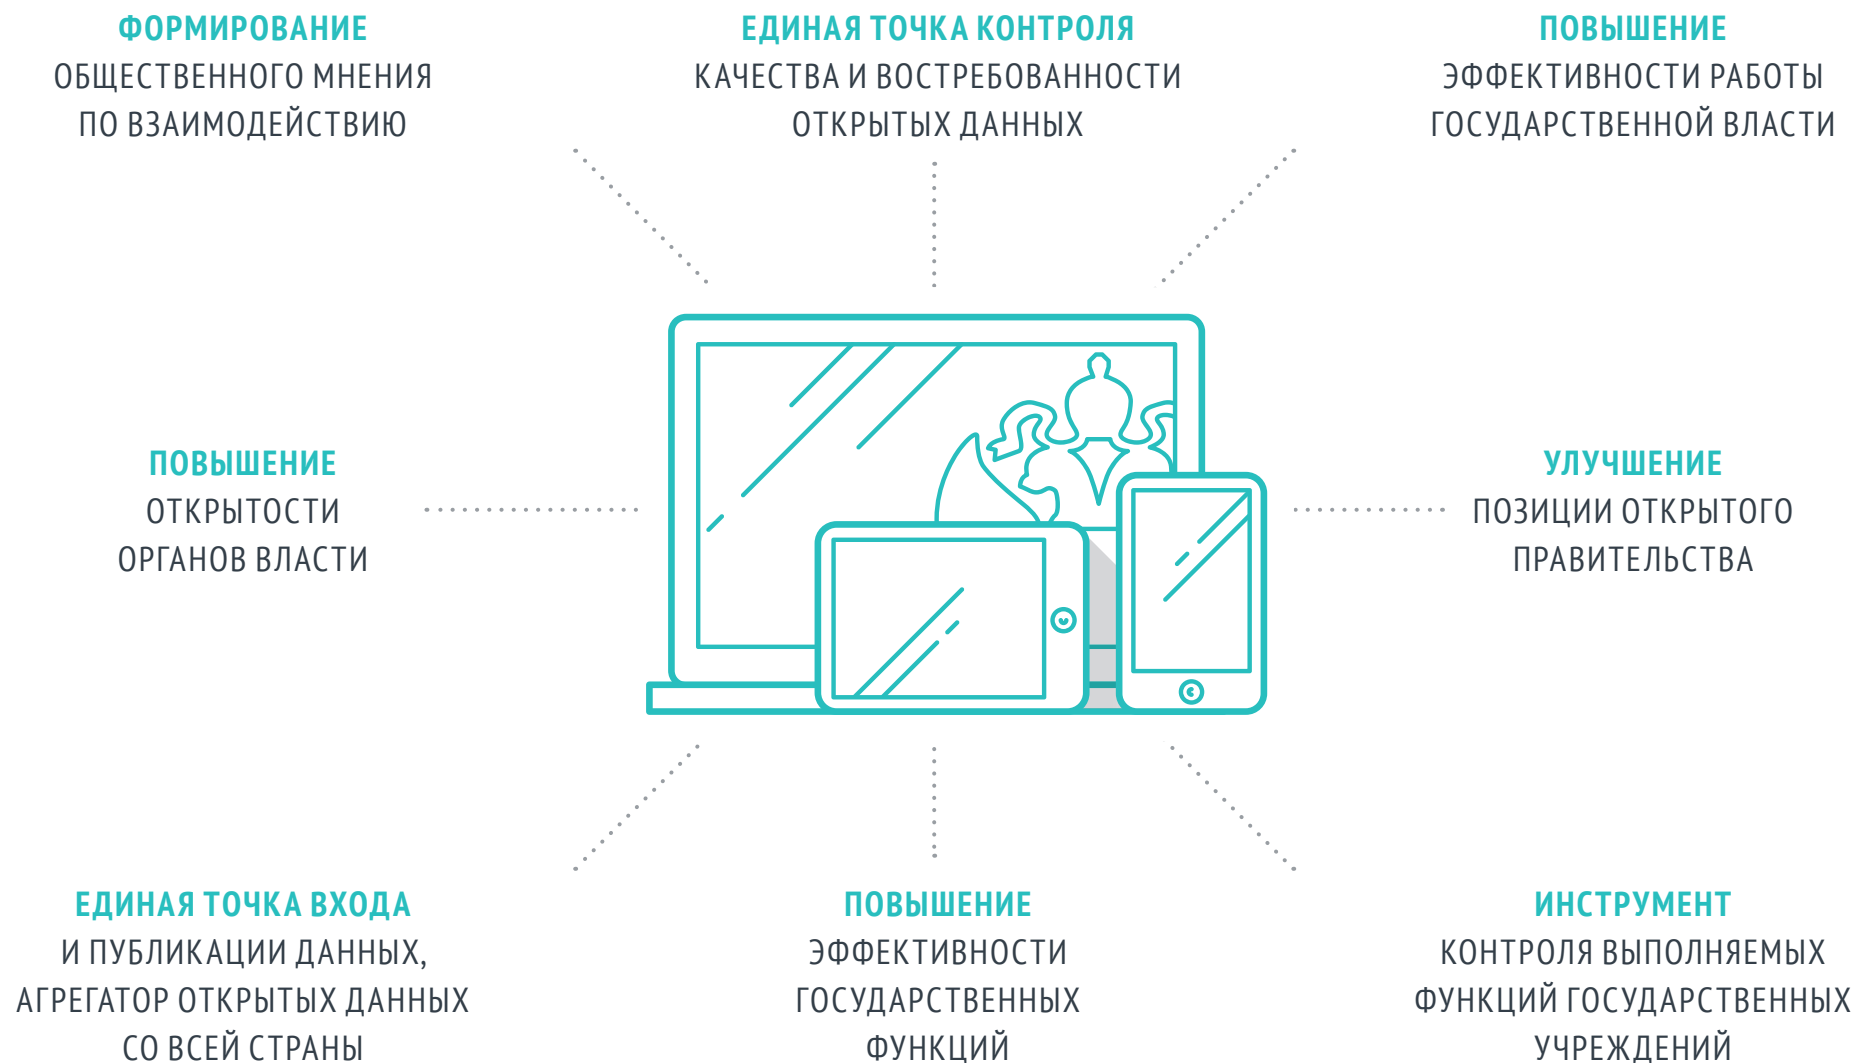 ФОРМИРОВАНИЕ
ОБЩЕСТВЕННОГО МНЕНИЯ
ПО ВЗАИМОДЕЙСТВИЮ
ЕДИНАЯ ТОЧКА КОНТРОЛЯ
КАЧЕСТВА И ВОСТРЕБОВАННОСТИ
ОТКРЫТЫХ ДАННЫХ
ПОВЫШЕНИЕ
ЭФФЕКТИВНОСТИ РАБОТЫ
ГОСУДАРСТВЕННОЙ ВЛАСТИ
ПОВЫШЕНИЕ
ОТКРЫТОСТИ
ОРГАНОВ ВЛАСТИ
УЛУЧШЕНИЕ
ПОЗИЦИИ ОТКРЫТОГО
ПРАВИТЕЛЬСТВА
ЕДИНАЯ ТОЧКА ВХОДА
И ПУБЛИКАЦИИ ДАННЫХ,
АГРЕГАТОР ОТКРЫТЫХ ДАННЫХ
СО ВСЕЙ СТРАНЫ
ПОВЫШЕНИЕ
ЭФФЕКТИВНОСТИ
ГОСУДАРСТВЕННЫХ
ФУНКЦИЙ
ИНСТРУМЕНТ
КОНТРОЛЯ ВЫПОЛНЯЕМЫХ
ФУНКЦИЙ ГОСУДАРСТВЕННЫХ
УЧРЕЖДЕНИЙ